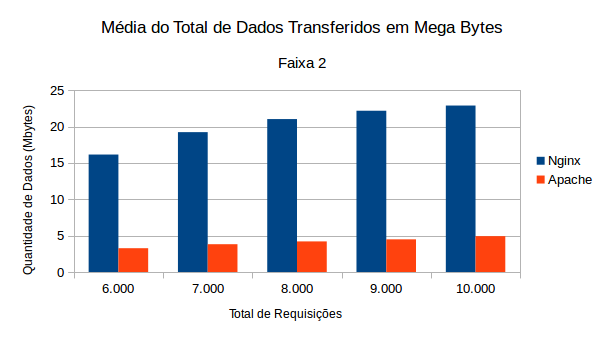 Média do Total de Dados Transferidos em Mega Bytes
Faixa 2
Quantidade de Dados (Mbytes)
25
20
15
10
5
0
6.000
7.000
8.000
9.000
10.000
Total de Requisições
Nginx
Apache